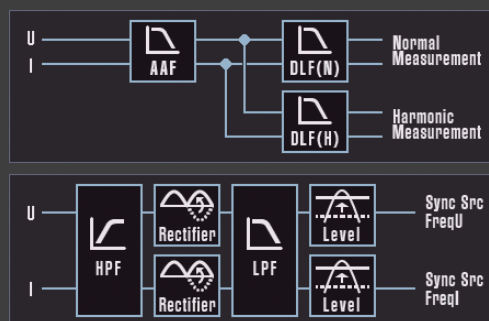 U
I
AAF
DLF(N)
Normal
Measurement
DLF(H)
Harmonic
Measurement
U
HPF
Rectifier
LPF
Level
Sync Src
FreqU
I
Rectifier
Level
Sync Src
FreqI